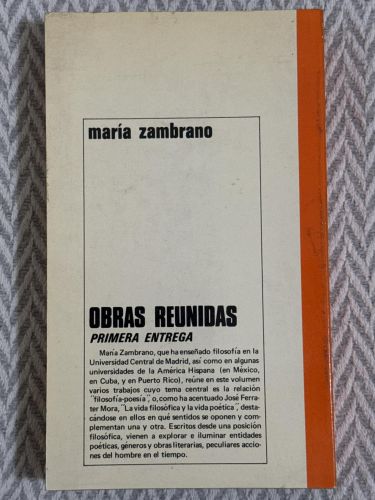 maría zambrano
OBRAS REUNIDAS
PRIMERA ENTREGA
María Zambrano, que ha enseñado filosofía en la
Universidad Central de Madrid, así como en algunas
universidades de la América Hispana (en México,
en Cuba, y en Puerto Rico), reúne en este volumen
varios trabajos cuyo tema central es la relación
"filosofía-poesía" o, como ha acentuado José Ferra-
ter Mora, "La vida filosófica y la vida poética", desta-
cándose en ellos en qué sentidos se oponen y com-
plementan una y otra. Escritos desde una posición
filosófica, vienen a explorar e iluminar entidades
poéticas, géneros y obras literarias, peculiares accio-
nes del hombre en el tiempo.